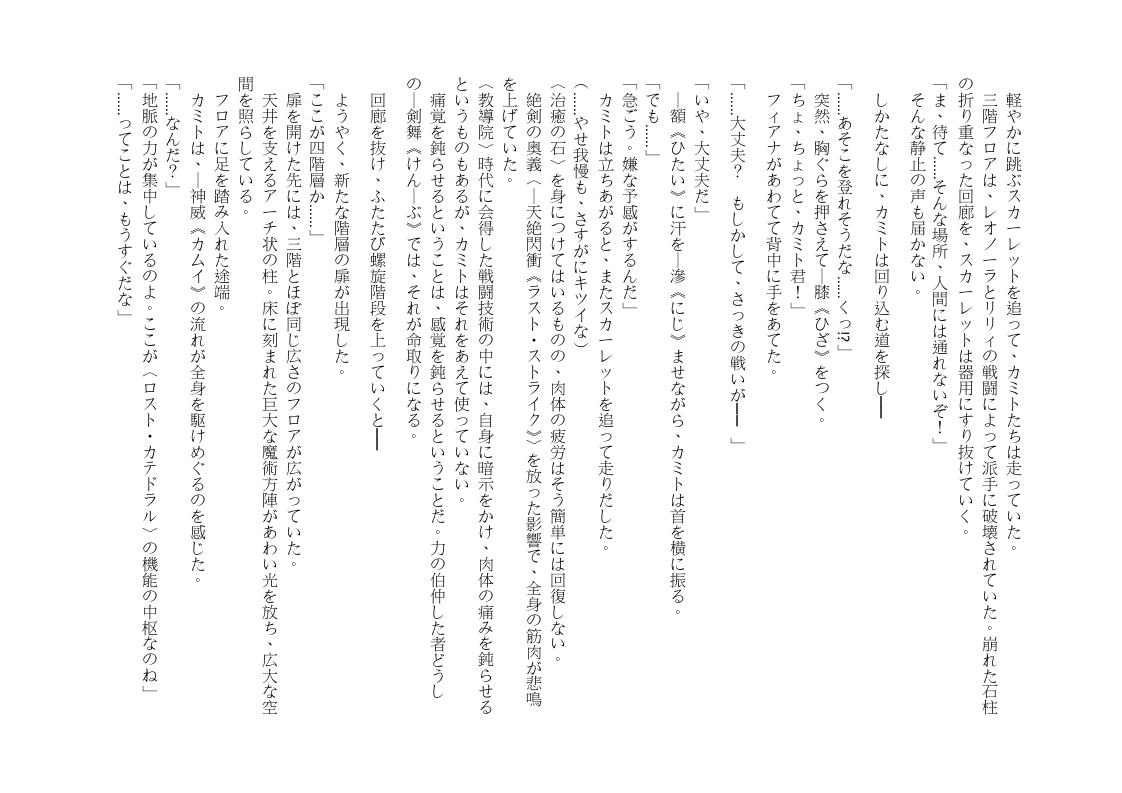 軽やかに跳ぶスカーレットを追って、カミトたちは走っていた。
　三階フロアは、レオノーラとリリィの戦闘によって派手に破壊されていた。崩れた石柱
の折り重なった回廊を、スカーレットは器用にすり抜けていく。
「ま、待て……そんな場所、人間には通れないぞ！」
　そんな静止の声も届かない。
　しかたなしに、カミトは回り込む道を探し━━
「……あそこを登れそうだな……くっ!?」
　突然、胸ぐらを押さえて―膝《ひざ》をつく。
「ちょ、ちょっと、カミト君！」
　フィアナがあわてて背中に手をあてた。
「……大丈夫？　もしかして、さっきの戦いが━━　」
「いや、大丈夫だ」
　―額《ひたい》に汗を―滲《にじ》ませながら、カミトは首を横に振る。
「でも……」
「急ごう。嫌な予感がするんだ」
　カミトは立ちあがると、またスカーレットを追って走りだした。
（……やせ我慢も、さすがにキツイな）
〈治癒の石〉を身につけてはいるものの、肉体の疲労はそう簡単には回復しない。
　絶剣の奥義〈―天絶閃衝《ラスト・ストライク》〉を放った影響で、全身の筋肉が悲鳴
を上げていた。
〈教導院〉時代に会得した戦闘技術の中には、自身に暗示をかけ、肉体の痛みを鈍らせる
というものもあるが、カミトはそれをあえて使っていない。
　痛覚を鈍らせるということは、感覚を鈍らせるということだ。力の伯仲した者どうし
の―剣舞《けん―ぶ》では、それが命取りになる。
　回廊を抜け、ふたたび螺旋階段を上っていくと━━
　ようやく、新たな階層の扉が出現した。
「ここが四階層か……」
　扉を開けた先には、三階とほぼ同じ広さのフロアが広がっていた。
　天井を支えるアーチ状の柱。床に刻まれた巨大な魔術方陣があわい光を放ち、広大な空
間を照らしている。
　フロアに足を踏み入れた途端。
　カミトは、―神威《カムイ》の流れが全身を駆けめぐるのを感じた。
「……なんだ？」
「地脈の力が集中しているのよ。ここが〈ロスト・カテドラル〉の機能の中枢なのね」
「……ってことは、もうすぐだな」